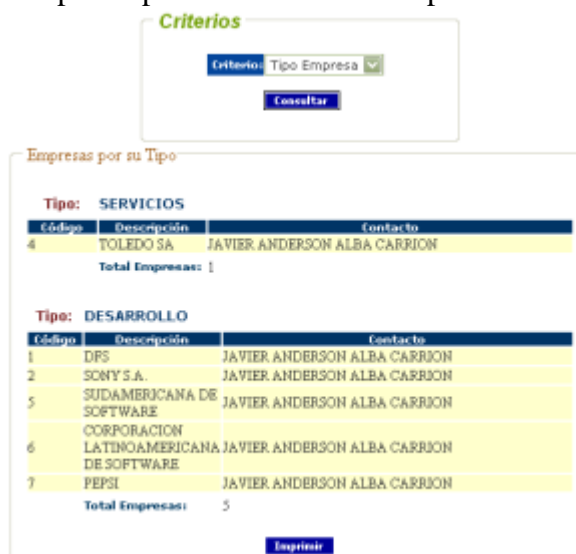 Criterios
Criterio: Tipo Empresa
Consultar
Empresas por su Tipo
Tipo: SERVICIOS
Código Descripción Contacto
4 TOLEDO SA JAVIER ANDERSON ALBA CARRION
Total Empresas: 1
Tipo: DESARROLLO
Código Descripción Contacto
1 DFS JAVIER ANDERSON ALBA CARRION
2 SONY S.A. JAVIER ANDERSON ALBA CARRION
5 SUDAMERICANA DE SOFTWARE JAVIER ANDERSON ALBA CARRION
6 CORPORACION LATINOAMERICANA DE SOFTWARE JAVIER ANDERSON ALBA CARRION
7 PEPSI JAVIER ANDERSON ALBA CARRION
Total Empresas: 5
Imprimir